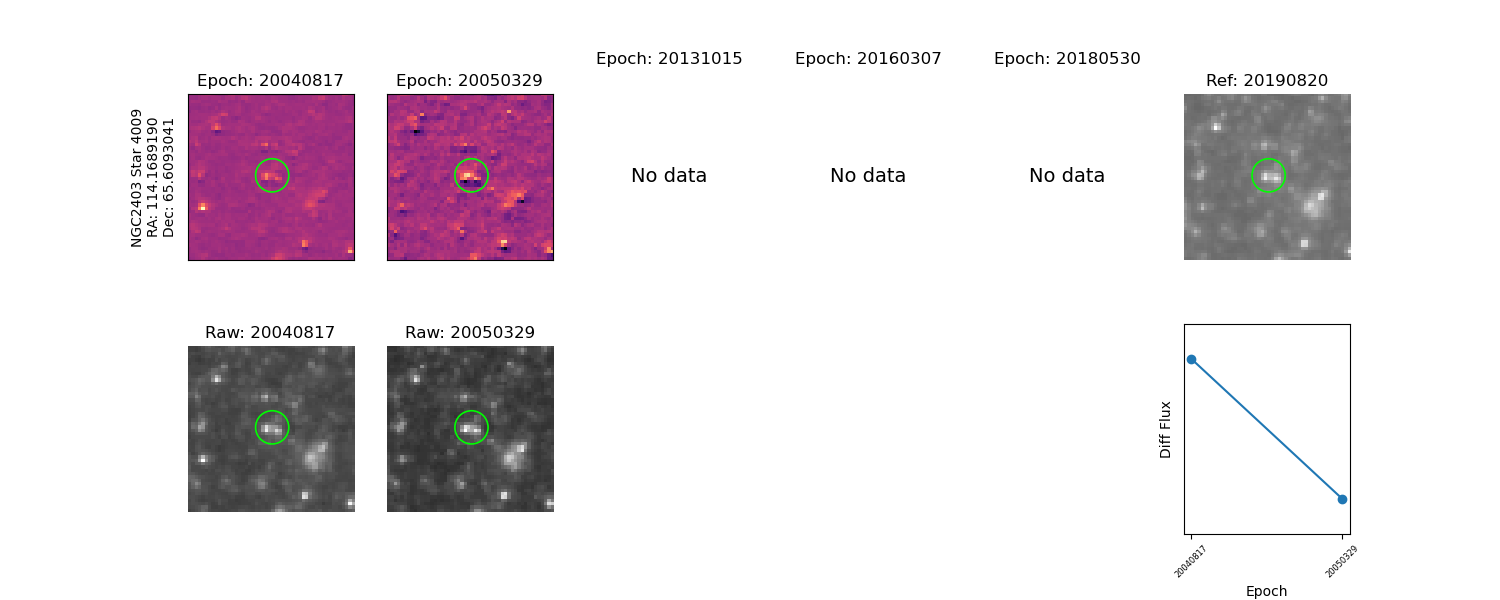 Epoch: 20040817
Epoch: 20050329
Epoch: 20131015
Epoch: 20160307
Epoch: 20180530
Ref: 20190820
NGC2403 Star 4009
RA: 114.1689190
Dec: 65.6093041
No data
No data
No data
Raw: 20040817
Raw: 20050329
Diff Flux
20040817
20050329
Epoch